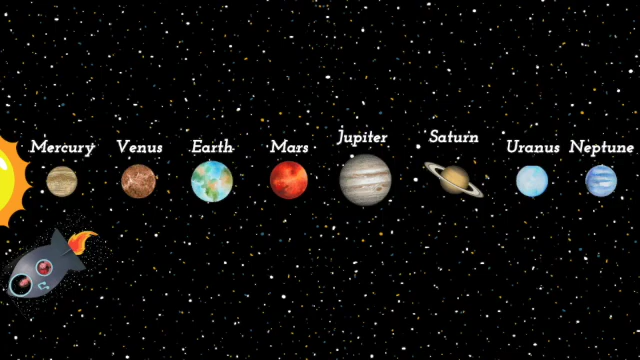 Mercury
Venus
Earth
Mars
Jupiter
Saturn
Uranus
Neptune